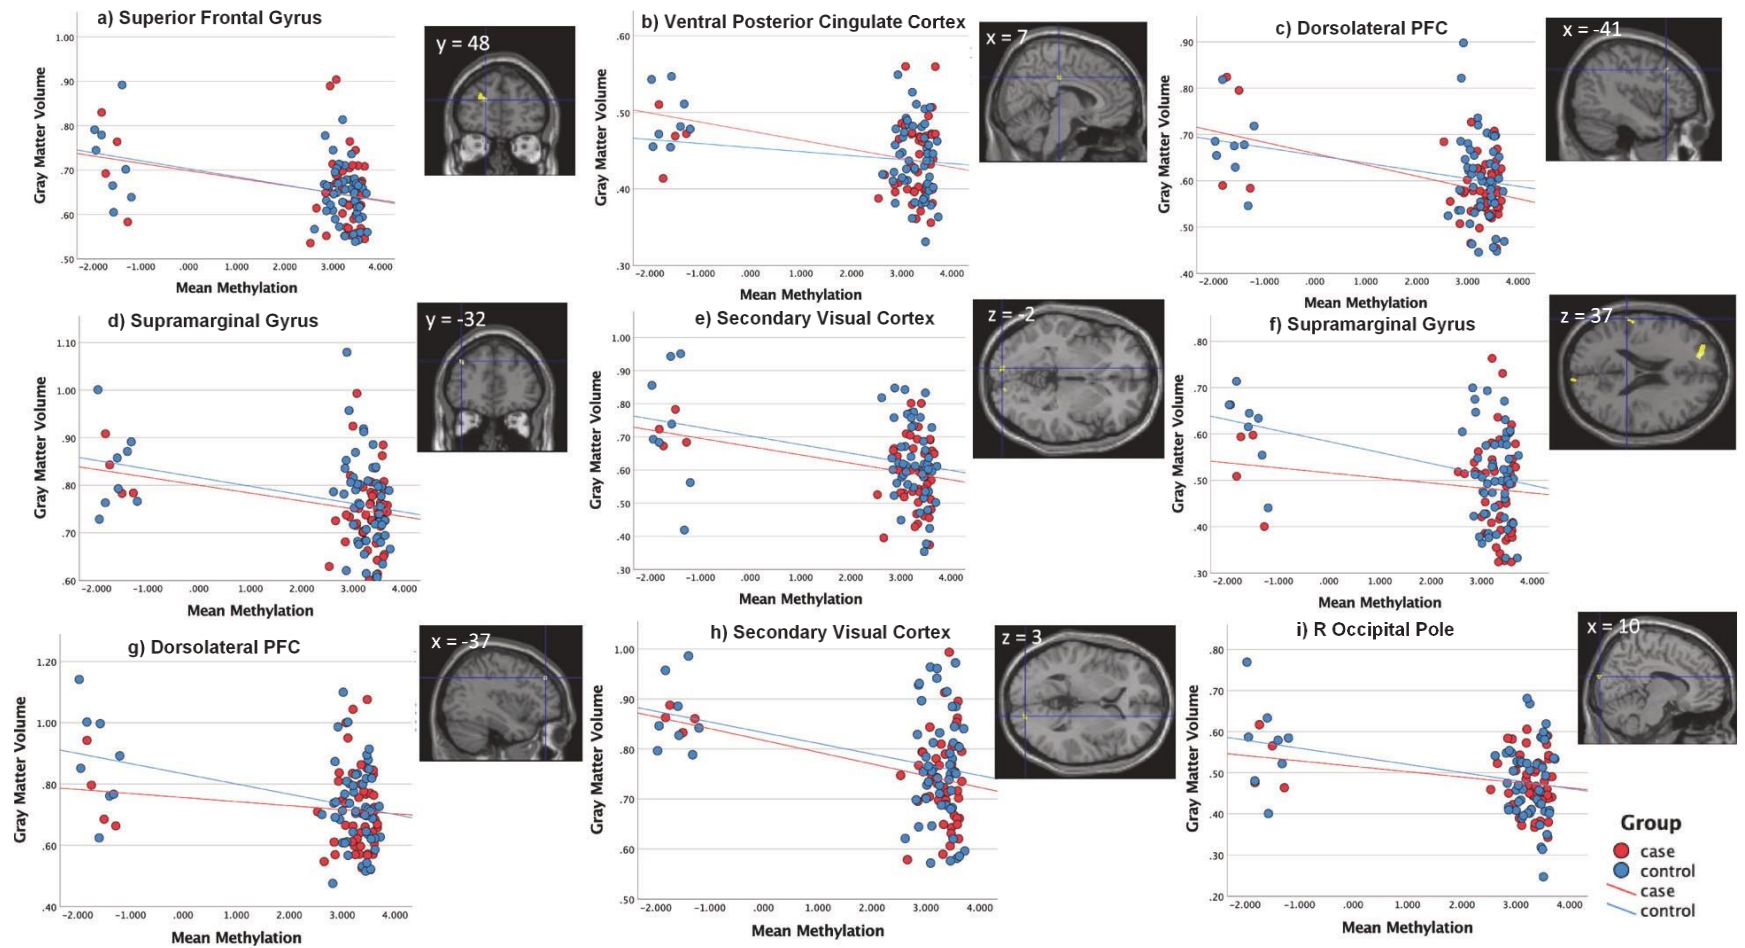 a) Superior Frontal Gyrus
1.00
.90
.80
.70
.60
.50
Gray Matter Volume
-2.000 -1.000 .000 1.000 2.000 3.000 4.000
Mean Methylation
y = 48
b) Ventral Posterior Cingulate Cortex
.60
.50
.40
.30
Gray Matter Volume
-2.000 -1.000 .000 1.000 2.000 3.000 4.000
Mean Methylation
x = 7
c) Dorsolateral PFC
.90
.80
.70
.60
.50
.40
Gray Matter Volume
-2.000 -1.000 .000 1.000 2.000 3.000 4.000
Mean Methylation
x = -41
d) Supramarginal Gyrus
1.10
1.00
.90
.80
.70
.60
Gray Matter Volume
-2.000 -1.000 .000 1.000 2.000 3.000 4.000
Mean Methylation
y = -32
e) Secondary Visual Cortex
1.00
.90
.80
.70
.60
.50
.40
.30
Gray Matter Volume
-2.000 -1.000 .000 1.000 2.000 3.000 4.000
Mean Methylation
z = -2
f) Supramarginal Gyrus
.80
.70
.60
.50
.40
.30
Gray Matter Volume
-2.000 -1.000 .000 1.000 2.000 3.000 4.000
Mean Methylation
z = 37
g) Dorsolateral PFC
1.20
1.00
.80
.60
.40
Gray Matter Volume
-2.000 -1.000 .000 1.000 2.000 3.000 4.000
Mean Methylation
x = -37
h) Secondary Visual Cortex
1.00
.90
.80
.70
.60
.50
Gray Matter Volume
-2.000 -1.000 .000 1.000 2.000 3.000 4.000
Mean Methylation
z = 3
i) R Occipital Pole
.80
.70
.60
.50
.40
.30
.20
Gray Matter Volume
-2.000 -1.000 .000 1.000 2.000 3.000 4.000
Mean Methylation
x = 10
Group
case
control
case
control